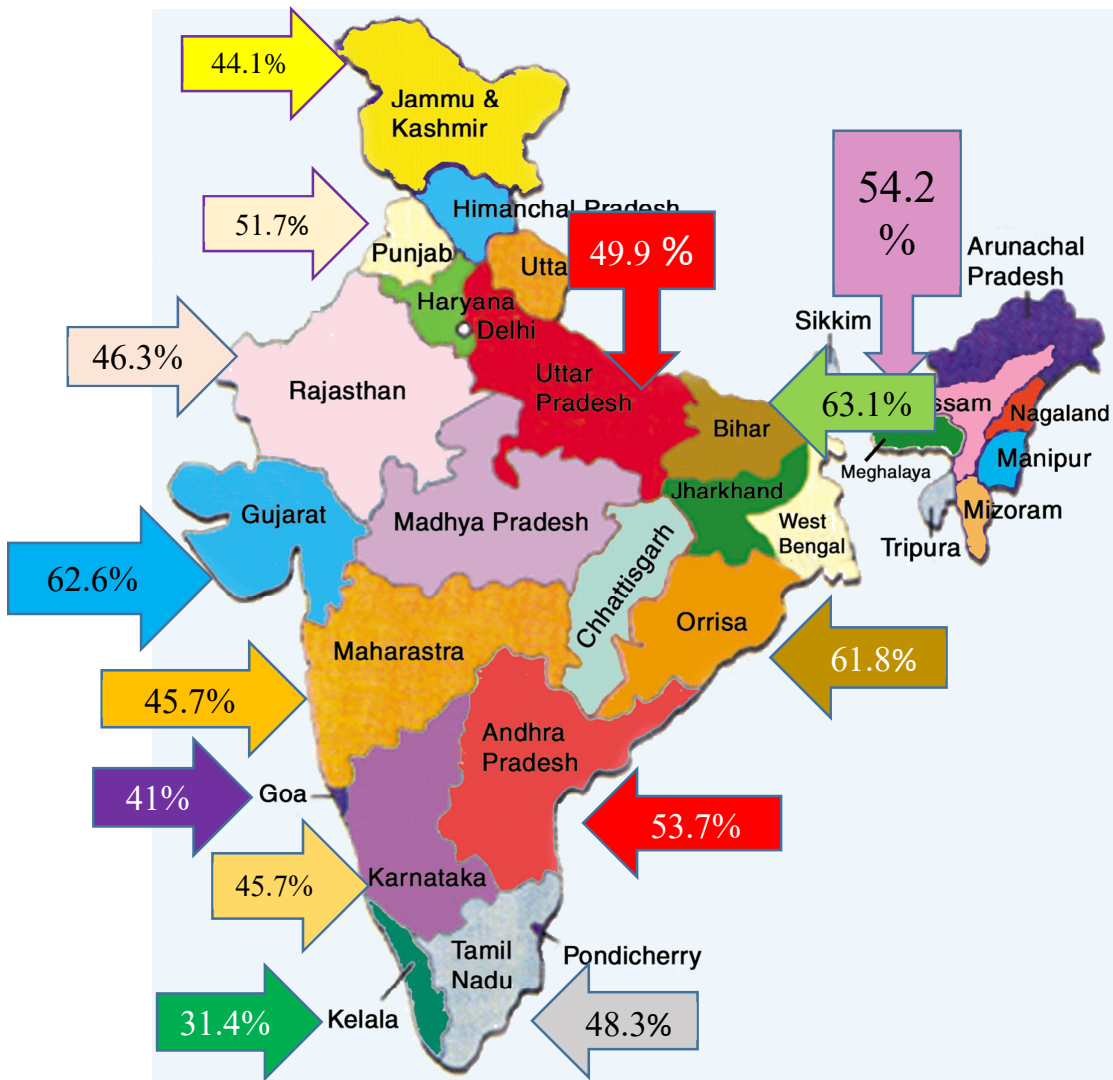 44.1%
Jammu &
Kashmir
51.7%
Himanchal Pradesh
54.2
%
Punjab
Utta
49.9 %
Arunachal
Pradesh
Haryana
Delhi
Sikkim
46.3%
Rajasthan
Uttar
Pradesh
63.1%
ssam
Nagaland
Bihar
Meghalaya
Manipur
Jharkhand
Gujarat
Madhya Pradesh
West
Bengal
Mizoram
Tripura
62.6%
Chhattisgarh
Orrisa
Maharastra
61.8%
45.7%
Andhra
Pradesh
41%
Goa
53.7%
45.7%
Karnataka
Tamil
Nadu
Pondicherry
31.4%
Kelala
48.3%